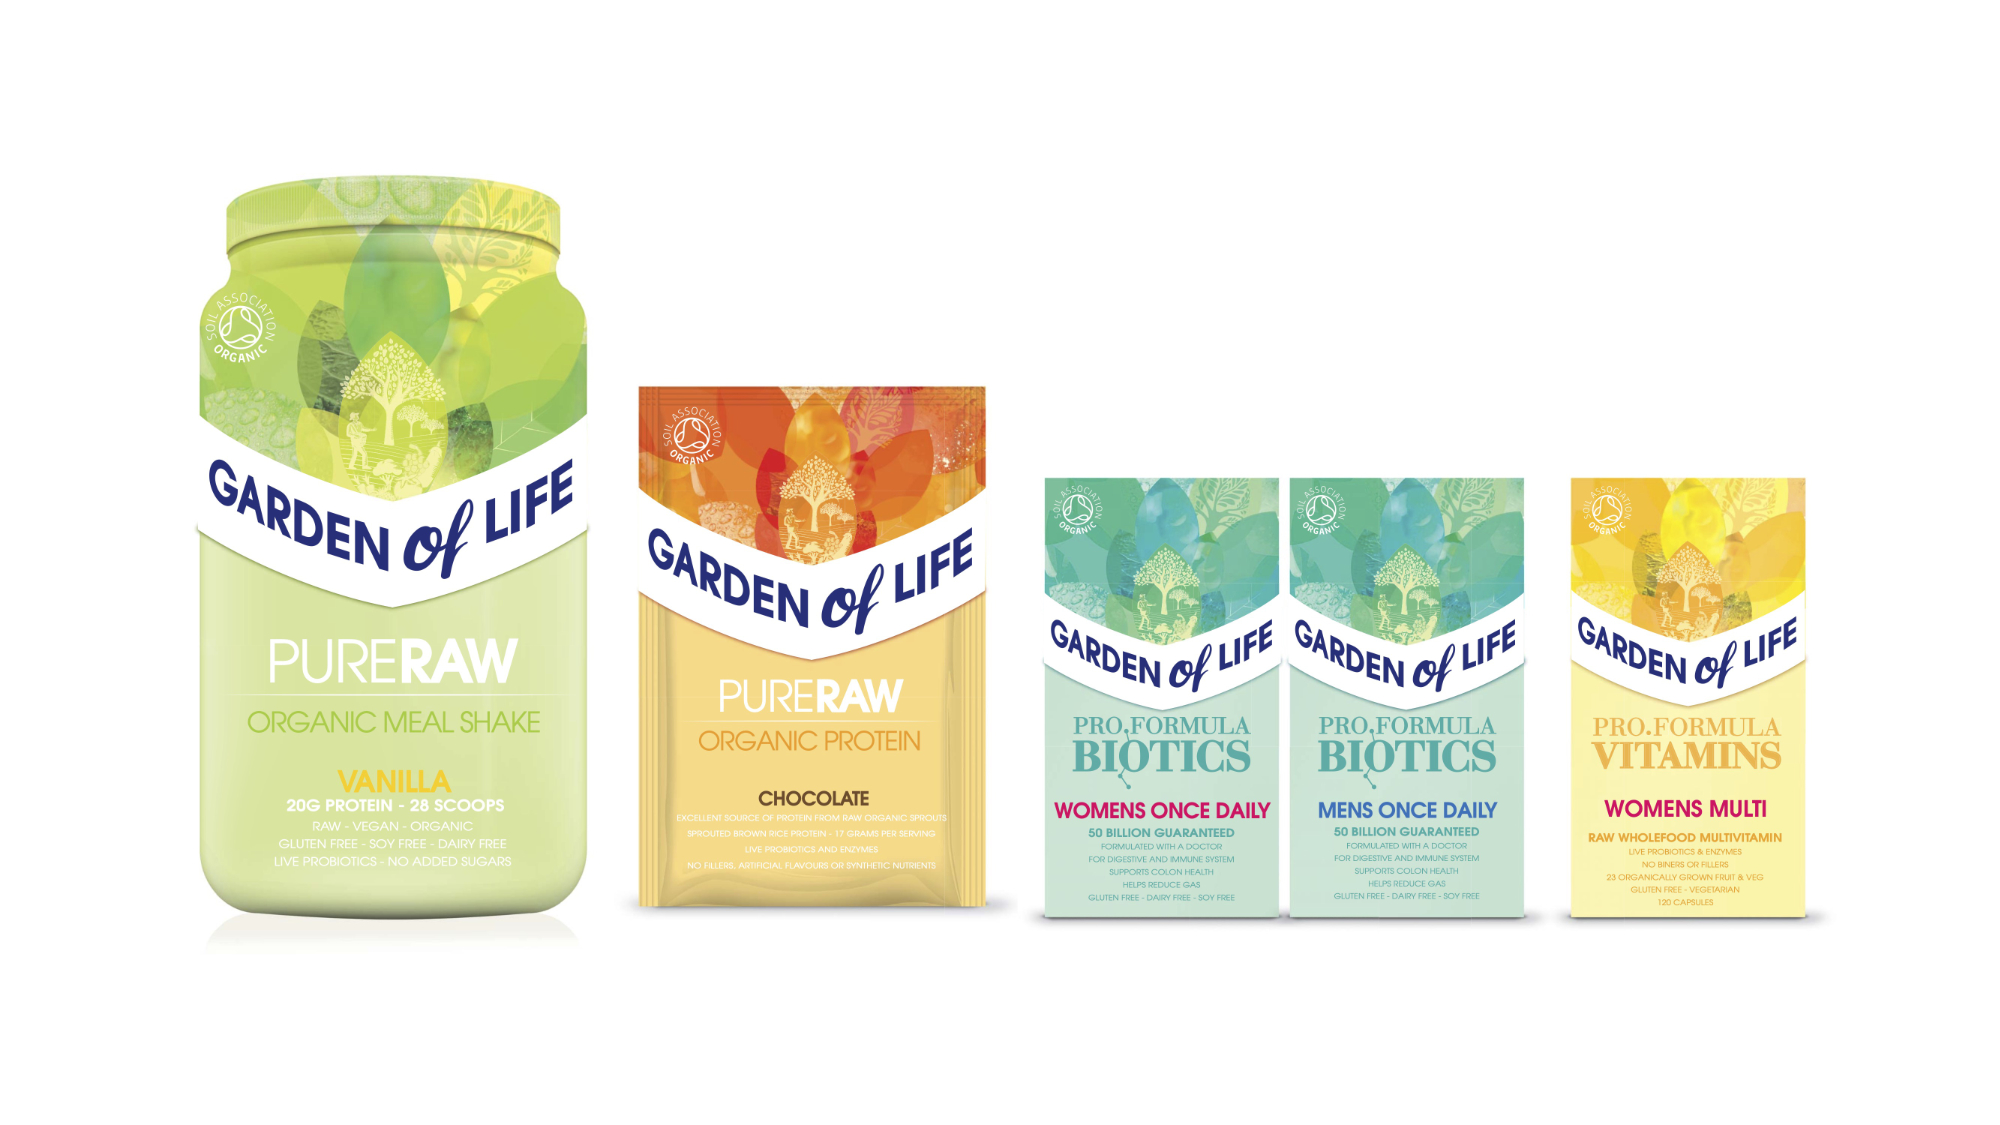 SOIL ASSOCIATION
ORGANIC
GARDEN of LIFE
PURERAW
ORGANIC MEAL SHAKE
VANILLA
20G PROTEIN - 28 SCOOPS
RAW - VEGAN - ORGANIC
GLUTEN FREE - SOY FREE - DAIRY FREE
LIVE PROBIOTICS - NO ADDED SUGARS
SOIL ASSOCIATION
ORGANIC
GARDEN of LIFE
PURERAW
ORGANIC PROTEIN
CHOCOLATE
EXCELLENT SOURCE OF PROTEIN FROM RAW ORGANIC SPROUTS
SPROUTED BROWN RICE PROTEIN - 17 GRAMS PER SERVING
LIVE PROBIOTICS AND ENZYMES
NO FILLERS, ARTIFICIAL FLAVOURS OR SYNTHETIC NUTRIENTS
SOIL ASSOCIATION
ORGANIC
GARDEN of LIFE
PRO.FORMULA
BIOTICS
WOMENS ONCE DAILY
50 BILLION GUARANTEED
FORMULATED WITH A DOCTOR
FOR DIGESTIVE AND IMMUNE SYSTEM
SUPPORTS COLON HEALTH
HELPS REDUCE GAS
GLUTEN FREE - DAIRY FREE - SOY FREE
SOIL ASSOCIATION
ORGANIC
GARDEN of LIFE
PRO.FORMULA
BIOTICS
MENS ONCE DAILY
50 BILLION GUARANTEED
FORMULATED WITH A DOCTOR
FOR DIGESTIVE AND IMMUNE SYSTEM
SUPPORTS COLON HEALTH
HELPS REDUCE GAS
GLUTEN FREE - DAIRY FREE - SOY FREE
SOIL ASSOCIATION
ORGANIC
GARDEN of LIFE
PRO.FORMULA
VITAMINS
WOMENS MULTI
RAW WHOLEFOOD MULTIVITAMIN
LIVE PROBIOTICS & ENZYMES
NO BINERS OR FILLERS
23 ORGANICALLY GROWN FRUIT & VEG
GLUTEN FREE - VEGETARIAN
120 CAPSULES